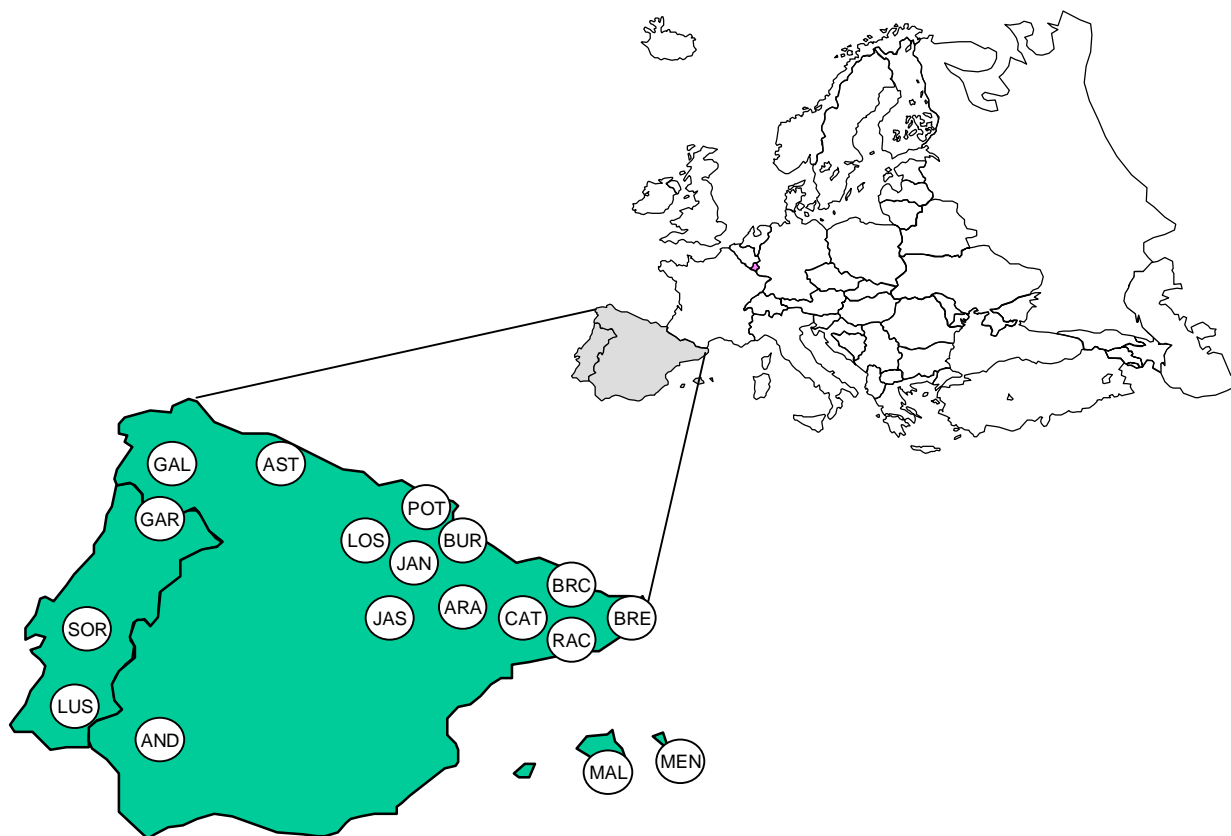 GAL
AST
POT
GAR
LOS
BUR
JAN
BRC
JAS
ARA
CAT
BRE
SOR
RAC
LUS
AND
MAL
MEN